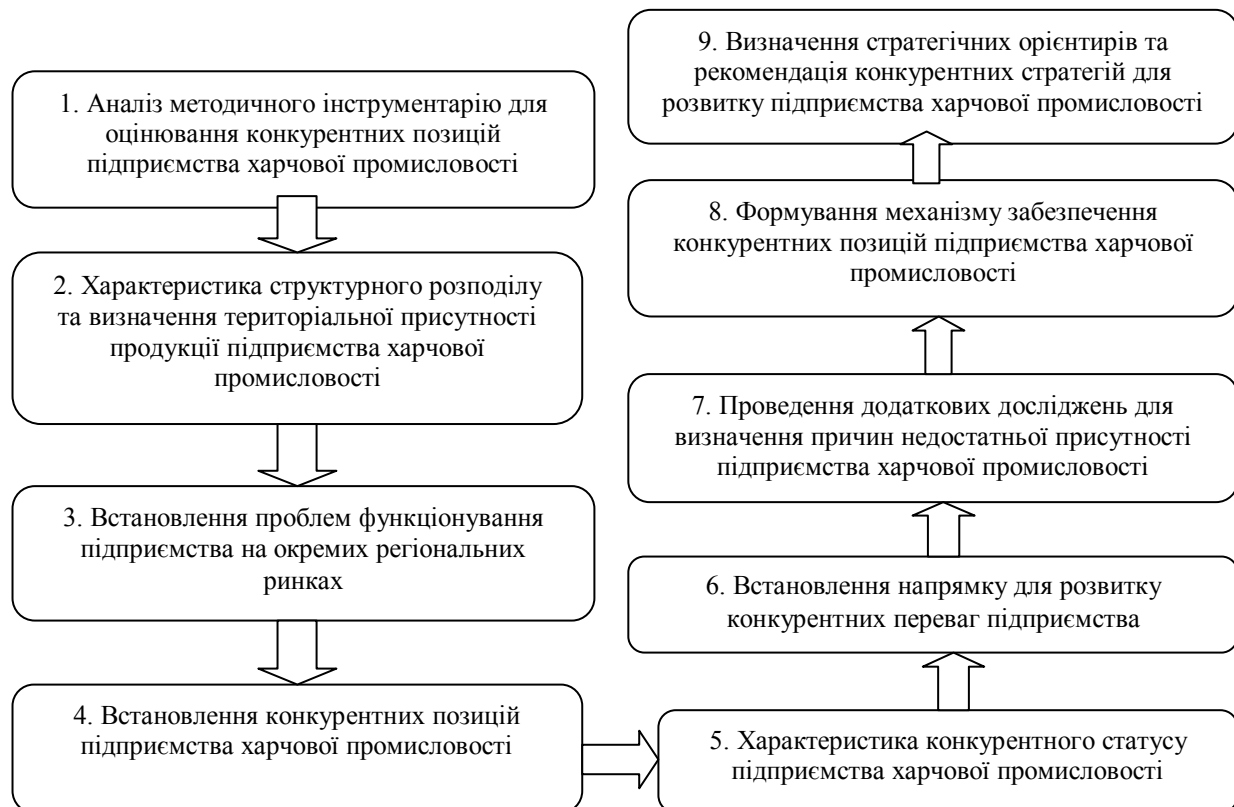 1. Аналіз методичного інструментарію для
оцінювання конкурентних позицій
підприємства харчової промисловості
2. Характеристика структурного розподілу
та визначення територіальної присутності
продукції підприємства харчової
промисловості
3. Встановлення проблем функціонування
підприємства на окремих регіональних
ринках
4. Встановлення конкурентних позицій
підприємства харчової промисловості
5. Характеристика конкурентного статусу
підприємства харчової промисловості
6. Встановлення напрямку для розвитку
конкурентних переваг підприємства
7. Проведення додаткових досліджень для
визначення причин недостатньої присутності
підприємства харчової промисловості
8. Формування механізму забезпечення
конкурентних позицій підприємства харчової
промисловості
9. Визначення стратегічних орієнтирів та
рекомендація конкурентних стратегій для
розвитку підприємства харчової промисловості